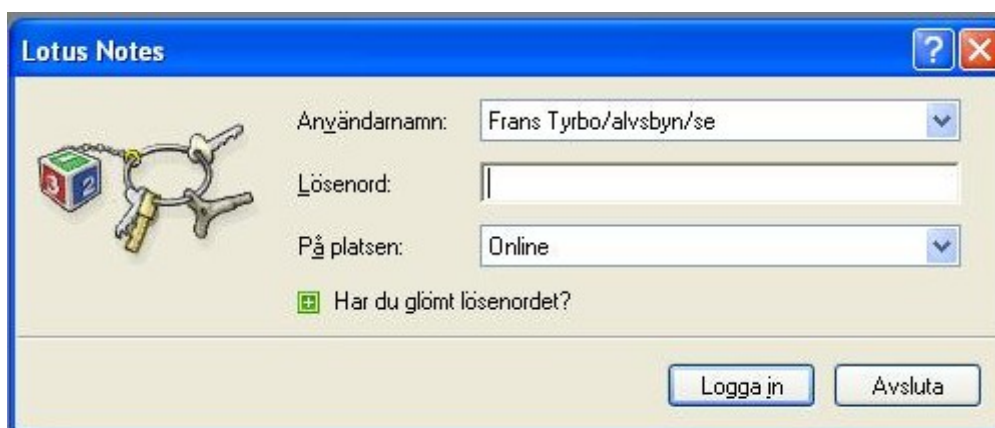 Lotus Notes
Användarnamn: Frans Tyrbo/alvsbyn/se
Lösenord:
På platsen: Online
Har du glömt lösenordet?
Logga in Avsluta